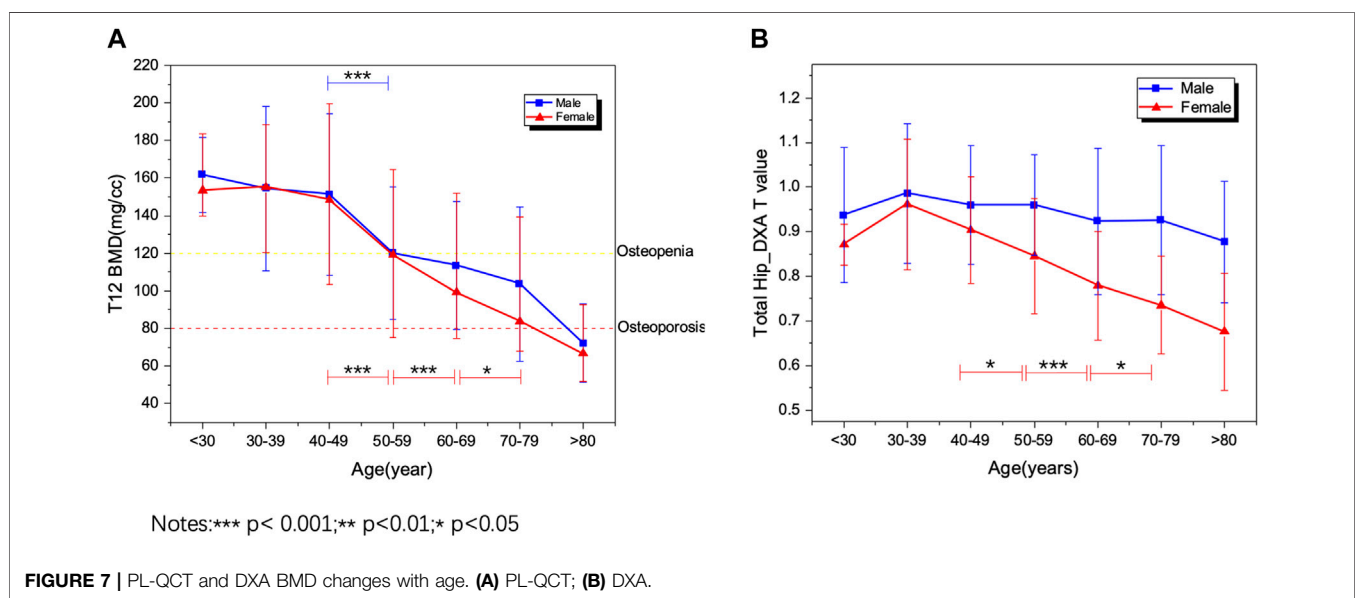 A
T12 BMD(mg/cc)
220
200
180
160
140
120
100
80
60
40
***
Male
Female
Osteopenia
Osteoporosis
*** *** *
<30 30-39 40-49 50-59 60-69 70-79 >80
Age(year)
B
Total Hip_DXA T value
1.2
1.1
1.0
0.9
0.8
0.7
0.6
0.5
Male
Female
* *** *
<30 30-39 40-49 50-59 60-69 70-79 >80
Age(years)
Notes:*** p< 0.001;** p<0.01;* p<0.05
FIGURE 7 | PL-QCT and DXA BMD changes with age. (A) PL-QCT; (B) DXA.